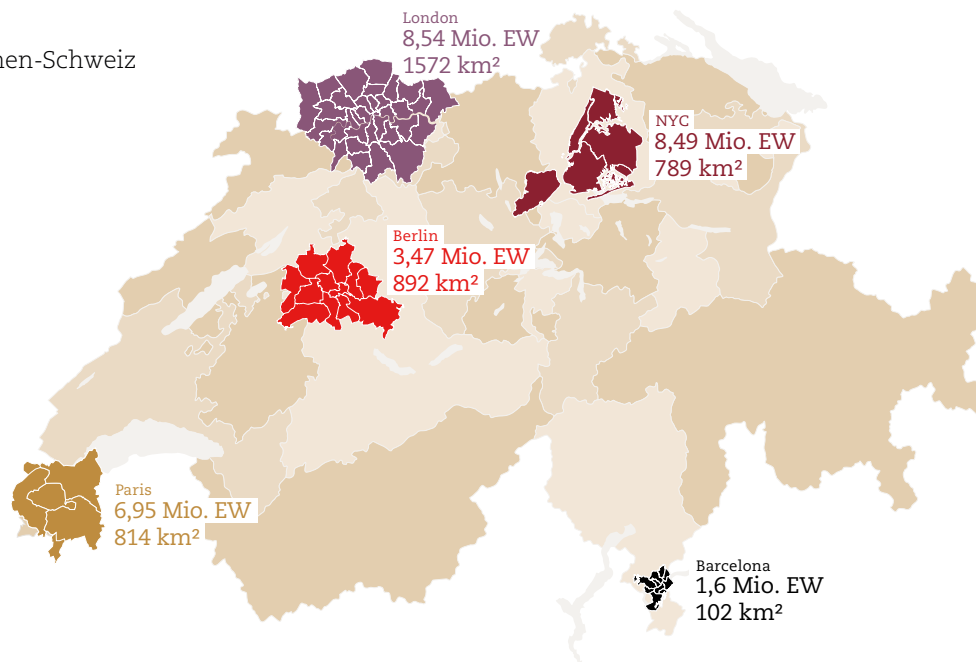 London
8,54 Mio. EW
1572 km²
nen-Schweiz
NYC
8,49 Mio. EW
789 km²
Berlin
3,47 Mio. EW
892 km²
Paris
6,95 Mio. EW
814 km²
Barcelona
1,6 Mio. EW
102 km²